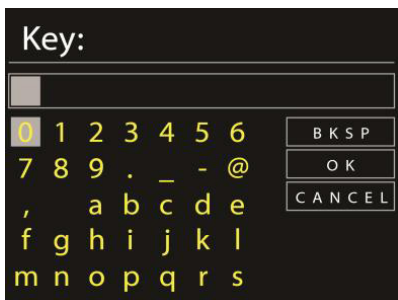 Key:
0 1 2 3 4 5 6 BKSP
7 8 9 . _ - @ OK
, a b c d e CANCEL
f g h i j k l
m n o p q r s